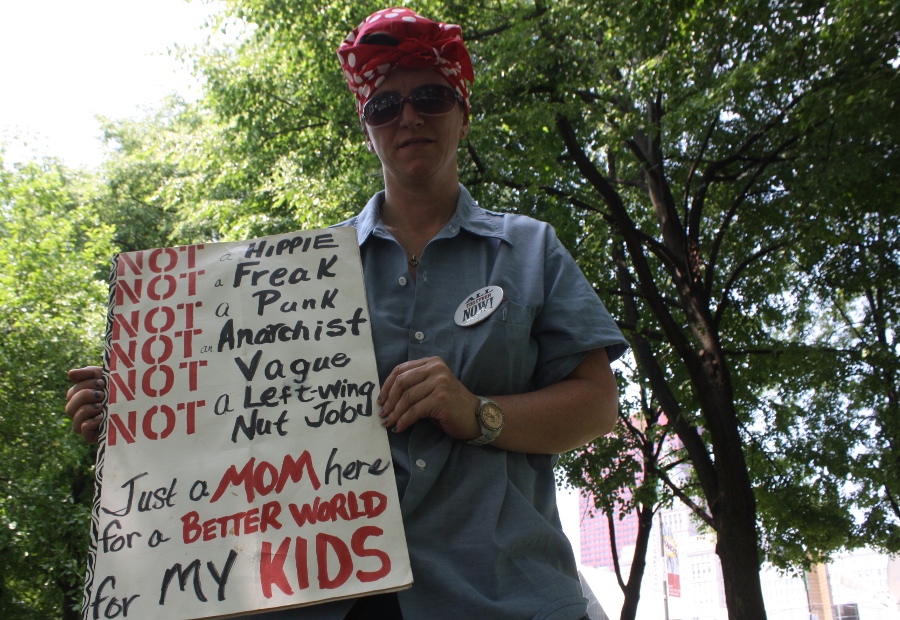 NOT a HIPPIE
NOT a FreaK
NOT a PunK
NOT an Anarchist
NOT Vague
NOT a Left-wing
Nut Job
Just a MOM here
for a BETTER WORLD
for MY KIDS
ALL
NOW!